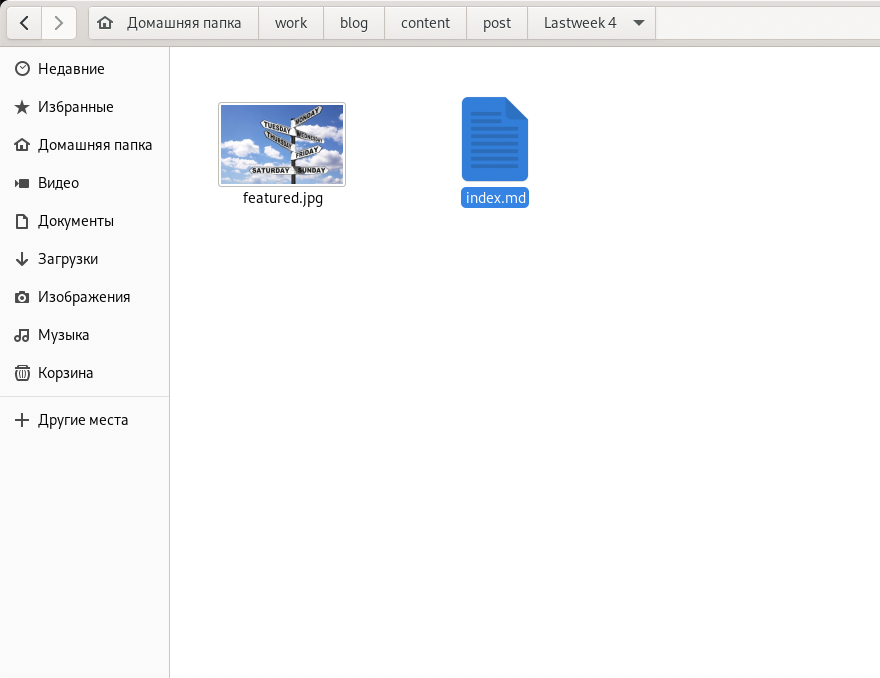 Домашняя папка work blog content post Lastweek 4
Недавние
Избранные
Домашняя папка
Видео
Документы
Загрузки
Изображения
Музыка
Корзина
Другие места
MONDAY
TUESDAY
WEDNESDAY
THURSDAY
FRIDAY
SATURDAY SUNDAY
featured.jpg
index.md